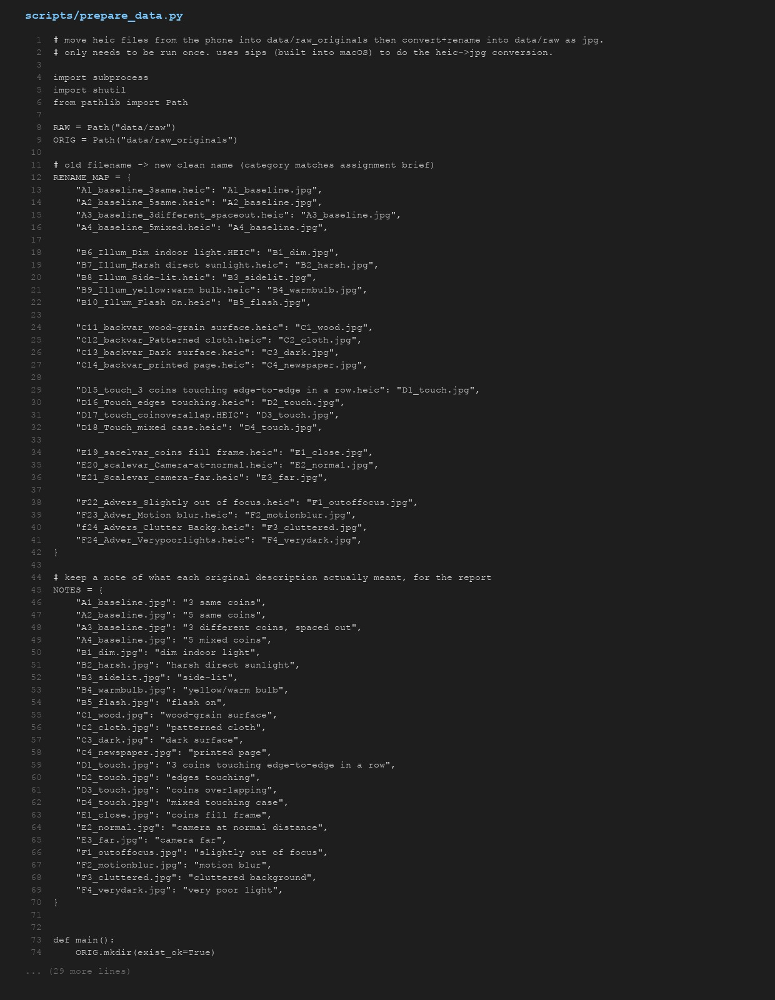 scripts/prepare_data.py
1 # move heic files from the phone into data/raw_originals then convert+rename into data/raw as jpg.
2 # only needs to be run once. uses sips (built into macOS) to do the heic->jpg conversion.
3
4 import subprocess
5 import shutil
6 from pathlib import Path
7
8 RAW = Path("data/raw")
9 ORIG = Path("data/raw_originals")
10
11 # old filename -> new clean name (category matches assignment brief)
12 RENAME_MAP = {
13     "A1_baseline_3same.heic": "A1_baseline.jpg",
14     "A2_baseline_5same.heic": "A2_baseline.jpg",
15     "A3_baseline_3different_spaceout.heic": "A3_baseline.jpg",
16     "A4_baseline_5mixed.heic": "A4_baseline.jpg",
17
18     "B6_Illum_Dim indoor light.HEIC": "B1_dim.jpg",
19     "B7_Illum_Harsh direct sunlight.heic": "B2_harsh.jpg",
20     "B8_Illum_Side-lit.heic": "B3_sidelit.jpg",
21     "B9_Illum_yellow:warm bulb.heic": "B4_warmbulb.jpg",
22     "B10_Illum_Flash On.heic": "B5_flash.jpg",
23
24     "C11_backvar_wood-grain surface.heic": "C1_wood.jpg",
25     "C12_backvar_Patterned cloth.heic": "C2_cloth.jpg",
26     "C13_backvar_Dark surface.heic": "C3_dark.jpg",
27     "C14_backvar_printed page.heic": "C4_newspaper.jpg",
28
29     "D15_touch_3 coins touching edge-to-edge in a row.heic": "D1_touch.jpg",
30     "D16_Touch_edges touching.heic": "D2_touch.jpg",
31     "D17_touch_coinoverallap.HEIC": "D3_touch.jpg",
32     "D18_Touch_mixed case.heic": "D4_touch.jpg",
33
34     "E19_sacelvar_coins fill frame.heic": "E1_close.jpg",
35     "E20_scalevar_Camera-at-normal.heic": "E2_normal.jpg",
36     "E21_Scalevar_camera-far.heic": "E3_far.jpg",
37
38     "F22_Advers_Slightly out of focus.heic": "F1_outoffocus.jpg",
39     "F23_Adver_Motion blur.heic": "F2_motionblur.jpg",
40     "f24_Advers_Clutter Backg.heic": "F3_cluttered.jpg",
41     "F24_Adver_Verypoorlights.heic": "F4_verydark.jpg",
42 }
43
44 # keep a note of what each original description actually meant, for the report
45 NOTES = {
46     "A1_baseline.jpg": "3 same coins",
47     "A2_baseline.jpg": "5 same coins",
48     "A3_baseline.jpg": "3 different coins, spaced out",
49     "A4_baseline.jpg": "5 mixed coins",
50     "B1_dim.jpg": "dim indoor light",
51     "B2_harsh.jpg": "harsh direct sunlight",
52     "B3_sidelit.jpg": "side-lit",
53     "B4_warmbulb.jpg": "yellow/warm bulb",
54     "B5_flash.jpg": "flash on",
55     "C1_wood.jpg": "wood-grain surface",
56     "C2_cloth.jpg": "patterned cloth",
57     "C3_dark.jpg": "dark surface",
58     "C4_newspaper.jpg": "printed page",
59     "D1_touch.jpg": "3 coins touching edge-to-edge in a row",
60     "D2_touch.jpg": "edges touching",
61     "D3_touch.jpg": "coins overlapping",
62     "D4_touch.jpg": "mixed touching case",
63     "E1_close.jpg": "coins fill frame",
64     "E2_normal.jpg": "camera at normal distance",
65     "E3_far.jpg": "camera far",
66     "F1_outoffocus.jpg": "slightly out of focus",
67     "F2_motionblur.jpg": "motion blur",
68     "F3_cluttered.jpg": "cluttered background",
69     "F4_verydark.jpg": "very poor light",
70 }
71
72
73 def main():
74     ORIG.mkdir(exist_ok=True)
... (29 more lines)